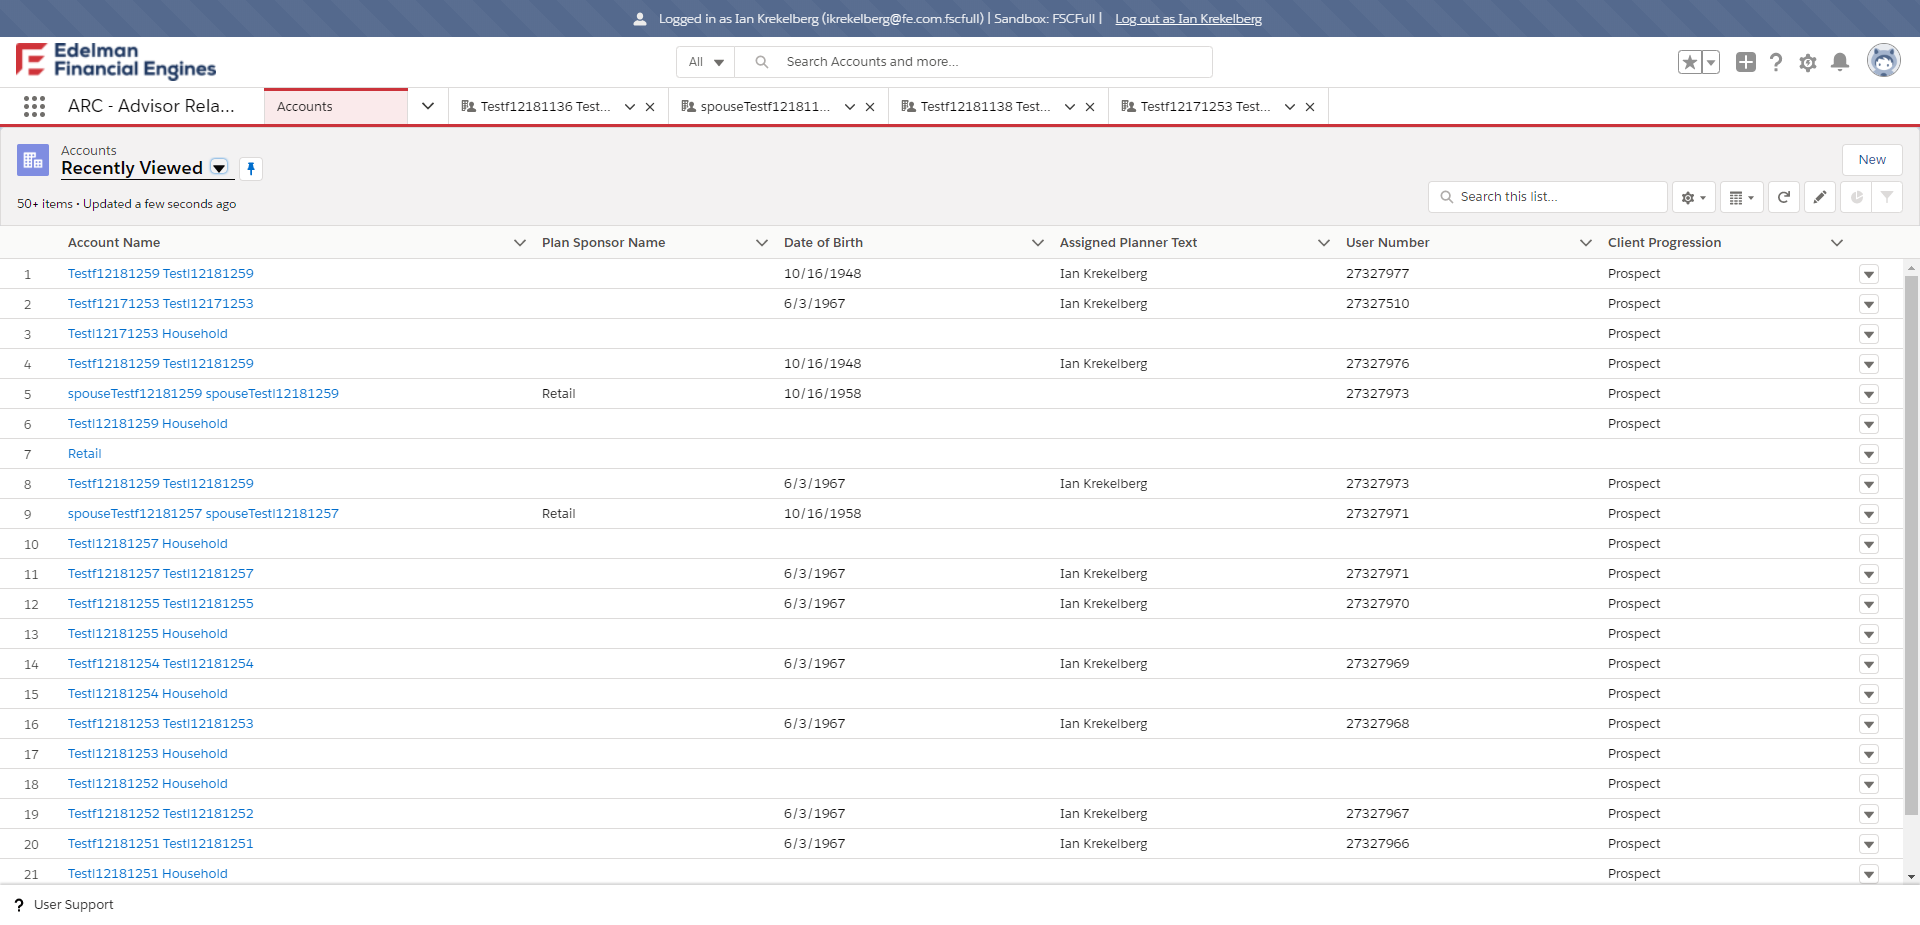 Logged in as Ian Krekelberg (ikrekelberg@fe.com.fscfull) | Sandbox: FSCFull | Log out as Ian Krekelberg
Edelman
Financial Engines
All
Search Accounts and more...
ARC - Advisor Rela...
Accounts
Testf12181136 Test...
spouseTestf121811...
Testf12181138 Test...
Testf12171253 Test...
Accounts
Recently Viewed
New
50+ items • Updated a few seconds ago
Search this list...
Account Name Plan Sponsor Name Date of Birth Assigned Planner Text User Number Client Progression
1 Testf12181259 Testl12181259 10/16/1948 Ian Krekelberg 27327977 Prospect
2 Testf12171253 Testl12171253 6/3/1967 Ian Krekelberg 27327510 Prospect
3 Testl12171253 Household Prospect
4 Testf12181259 Testl12181259 10/16/1948 Ian Krekelberg 27327976 Prospect
5 spouseTestf12181259 spouseTestl12181259 Retail 10/16/1958 27327973 Prospect
6 Testl12181259 Household Prospect
7 Retail
8 Testf12181259 Testl12181259 6/3/1967 Ian Krekelberg 27327973 Prospect
9 spouseTestf12181257 spouseTestl12181257 Retail 10/16/1958 27327971 Prospect
10 Testl12181257 Household Prospect
11 Testf12181257 Testl12181257 6/3/1967 Ian Krekelberg 27327971 Prospect
12 Testf12181255 Testl12181255 6/3/1967 Ian Krekelberg 27327970 Prospect
13 Testl12181255 Household Prospect
14 Testf12181254 Testl12181254 6/3/1967 Ian Krekelberg 27327969 Prospect
15 Testl12181254 Household Prospect
16 Testf12181253 Testl12181253 6/3/1967 Ian Krekelberg 27327968 Prospect
17 Testl12181253 Household Prospect
18 Testl12181252 Household Prospect
19 Testf12181252 Testl12181252 6/3/1967 Ian Krekelberg 27327967 Prospect
20 Testf12181251 Testl12181251 6/3/1967 Ian Krekelberg 27327966 Prospect
21 Testl12181251 Household Prospect
? User Support